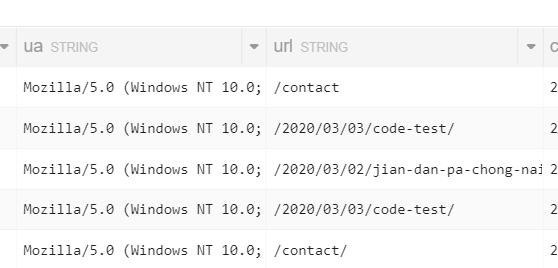 ua STRING url STRING
Mozilla/5.0 (Windows NT 10.0; /contact 2
Mozilla/5.0 (Windows NT 10.0; /2020/03/03/code-test/ 2
Mozilla/5.0 (Windows NT 10.0; /2020/03/02/jian-dan-pa-chong-nai 2
Mozilla/5.0 (Windows NT 10.0; /2020/03/03/code-test/ 2
Mozilla/5.0 (Windows NT 10.0; /contact/ 2